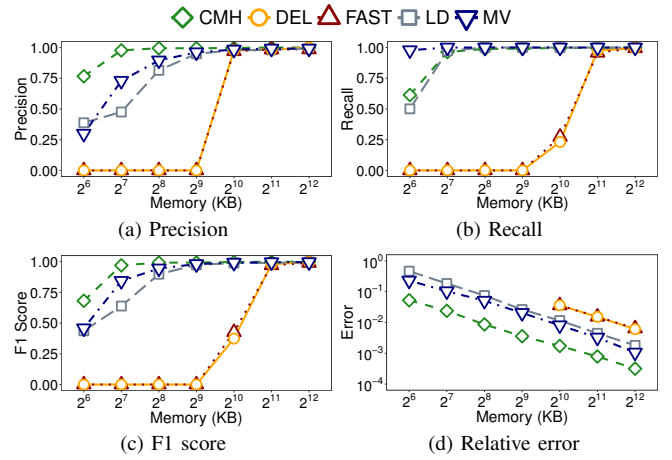 CMH DEL FAST LD MV
1.00
0.75
0.50
0.25
0.00
Precision
2^6 2^7 2^8 2^9 2^10 2^11 2^12
Memory (KB)
(a) Precision
1.00
0.75
0.50
0.25
0.00
Recall
2^6 2^7 2^8 2^9 2^10 2^11 2^12
Memory (KB)
(b) Recall
1.00
0.75
0.50
0.25
0.00
F1 Score
2^6 2^7 2^8 2^9 2^10 2^11 2^12
Memory (KB)
(c) F1 score
10^0
10^−1
10^−2
10^−3
10^−4
Error
2^6 2^7 2^8 2^9 2^10 2^11 2^12
Memory (KB)
(d) Relative error